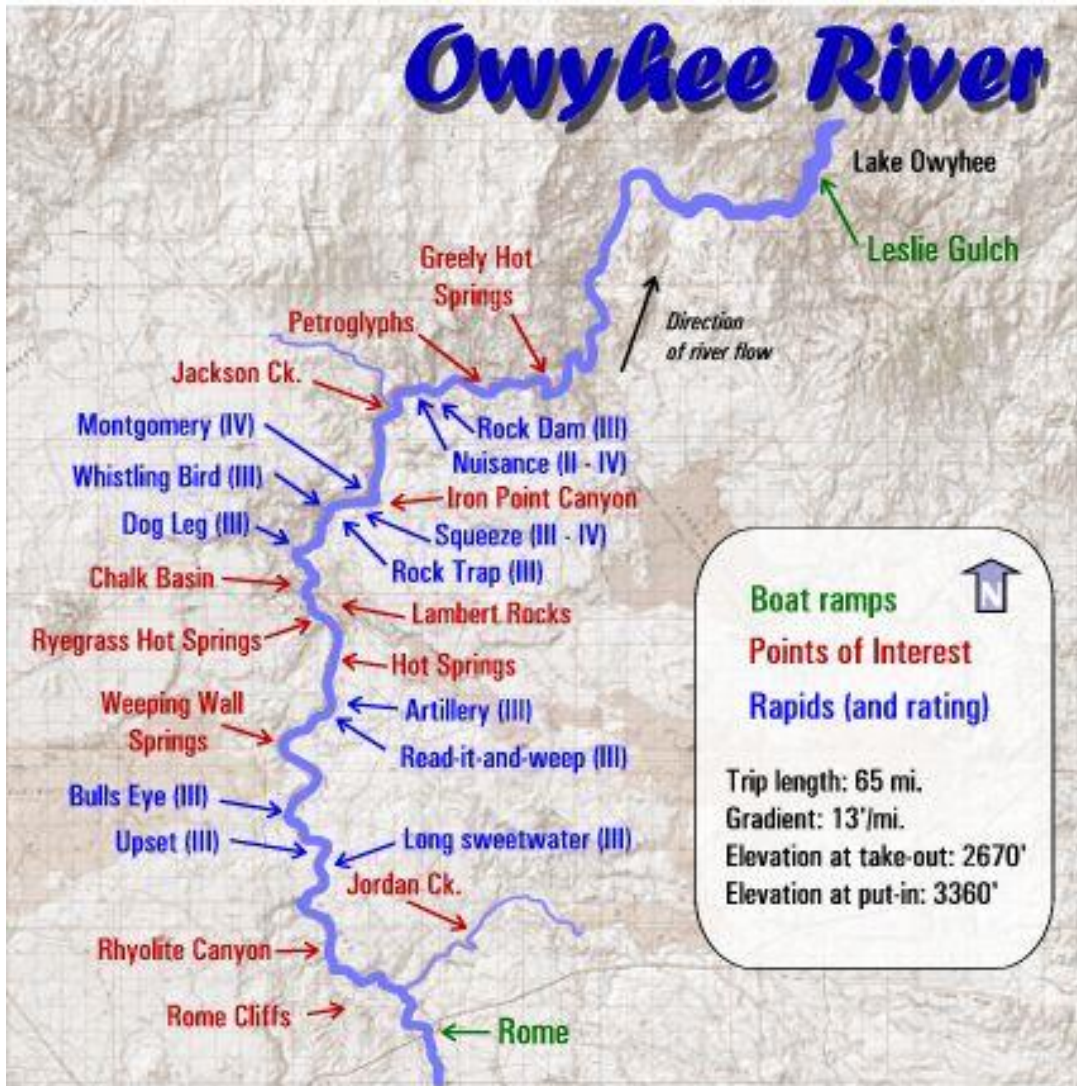 Owyhee River
Lake Owyhee
Leslie Gulch
Greely Hot
Springs
Direction
of river flow
Petroglyphs
Jackson Ck.
Montgomery (IV)
Rock Dam (III)
Nuisance (II - IV)
Whistling Bird (III)
Iron Point Canyon
Dog Leg (III)
Squeeze (III - IV)
Rock Trap (III)
Chalk Basin
Lambert Rocks
Ryegrass Hot Springs
Hot Springs
Weeping Wall
Springs
Artillery (III)
Read-it-and-weep (III)
Bulls Eye (III)
Upset (III)
Long sweetwater (III)
Jordan Ck.
Rhyolite Canyon
Rome Cliffs
Rome
N
Boat ramps
Points of Interest
Rapids (and rating)
Trip length: 65 mi.
Gradient: 13'/mi.
Elevation at take-out: 2670'
Elevation at put-in: 3360'